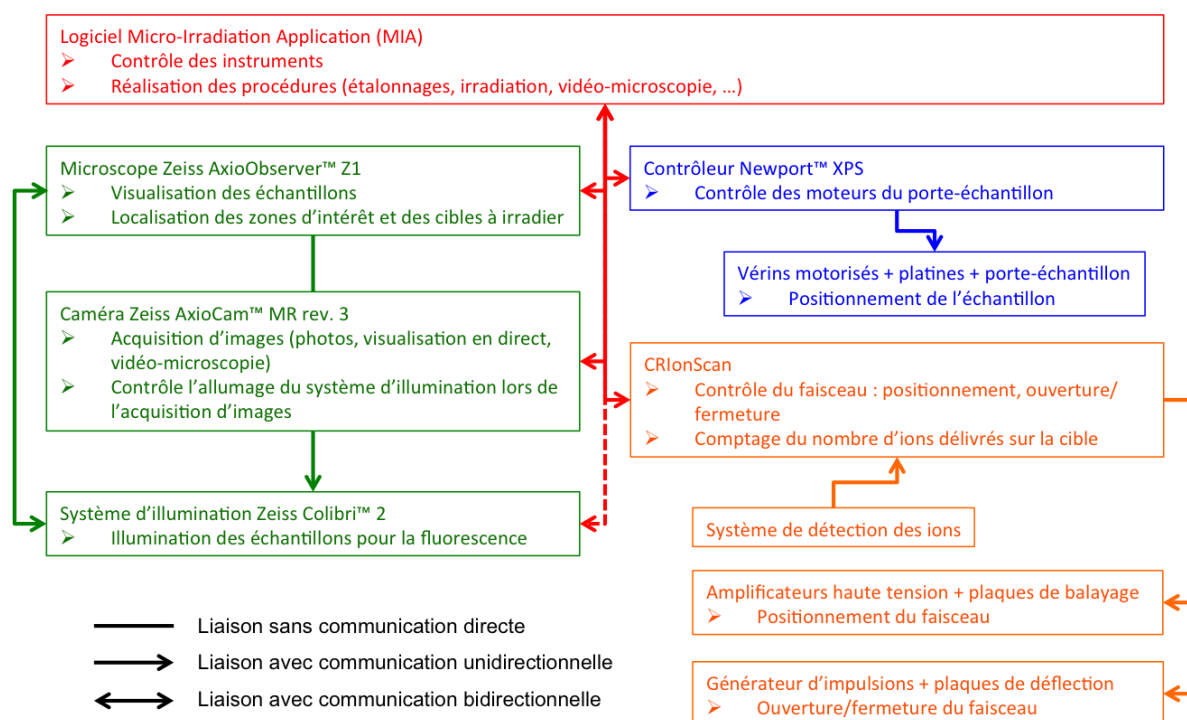 Logiciel Micro-Irradiation Application (MIA)
➢ Contrôle des instruments
➢ Réalisation des procédures (étalonnages, irradiation, vidéo-microscopie, …)
Microscope Zeiss AxioObserver™ Z1
➢ Visualisation des échantillons
➢ Localisation des zones d'intérêt et des cibles à irradier
Contrôleur Newport™ XPS
➢ Contrôle des moteurs du porte-échantillon
Vérins motorisés + platines + porte-échantillon
➢ Positionnement de l'échantillon
Caméra Zeiss AxioCam™ MR rev. 3
➢ Acquisition d'images (photos, visualisation en direct,
vidéo-microscopie)
➢ Contrôle l'allumage du système d'illumination lors de
l'acquisition d'images
CRIonScan
➢ Contrôle du faisceau : positionnement, ouverture/
fermeture
➢ Comptage du nombre d'ions délivrés sur la cible
Système d'illumination Zeiss Colibri™ 2
➢ Illumination des échantillons pour la fluorescence
Système de détection des ions
Amplificateurs haute tension + plaques de balayage
➢ Positionnement du faisceau
Générateur d'impulsions + plaques de déflection
➢ Ouverture/fermeture du faisceau
Liaison sans communication directe
Liaison avec communication unidirectionnelle
Liaison avec communication bidirectionnelle